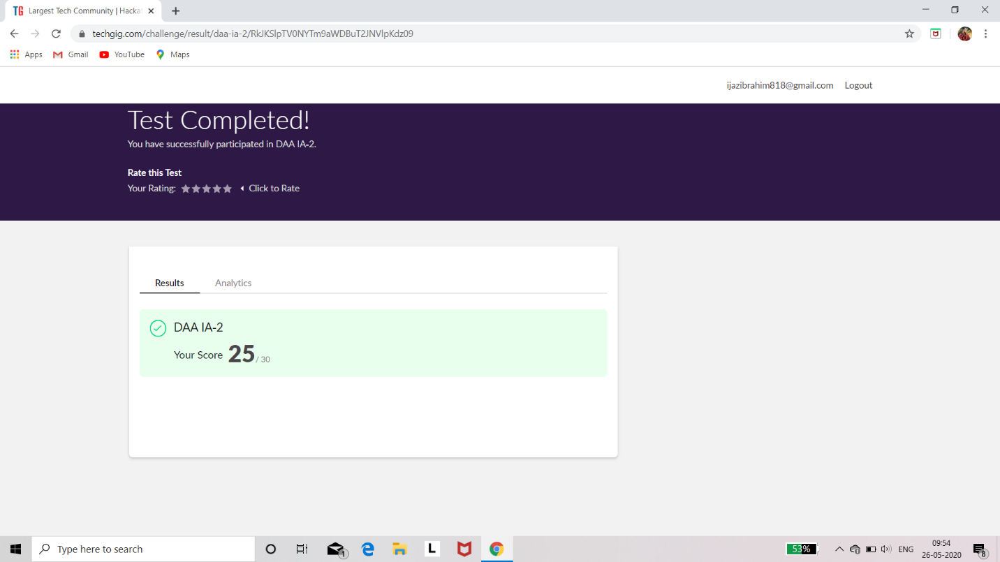 TG Largest Tech Community | Hacka
techgig.com/challenge/result/daa-ia-2/RkJKSlpTV0NYTm9aWDBuT2JNVlpKdz09
Apps Gmail YouTube Maps
ijazibrahim818@gmail.com Logout
Test Completed!
You have successfully participated in DAA IA-2.
Rate this Test
Your Rating: Click to Rate
Results Analytics
DAA IA-2
Your Score 25 / 30
Type here to search
1
L
53%
ENG
09:54
26-05-2020
8